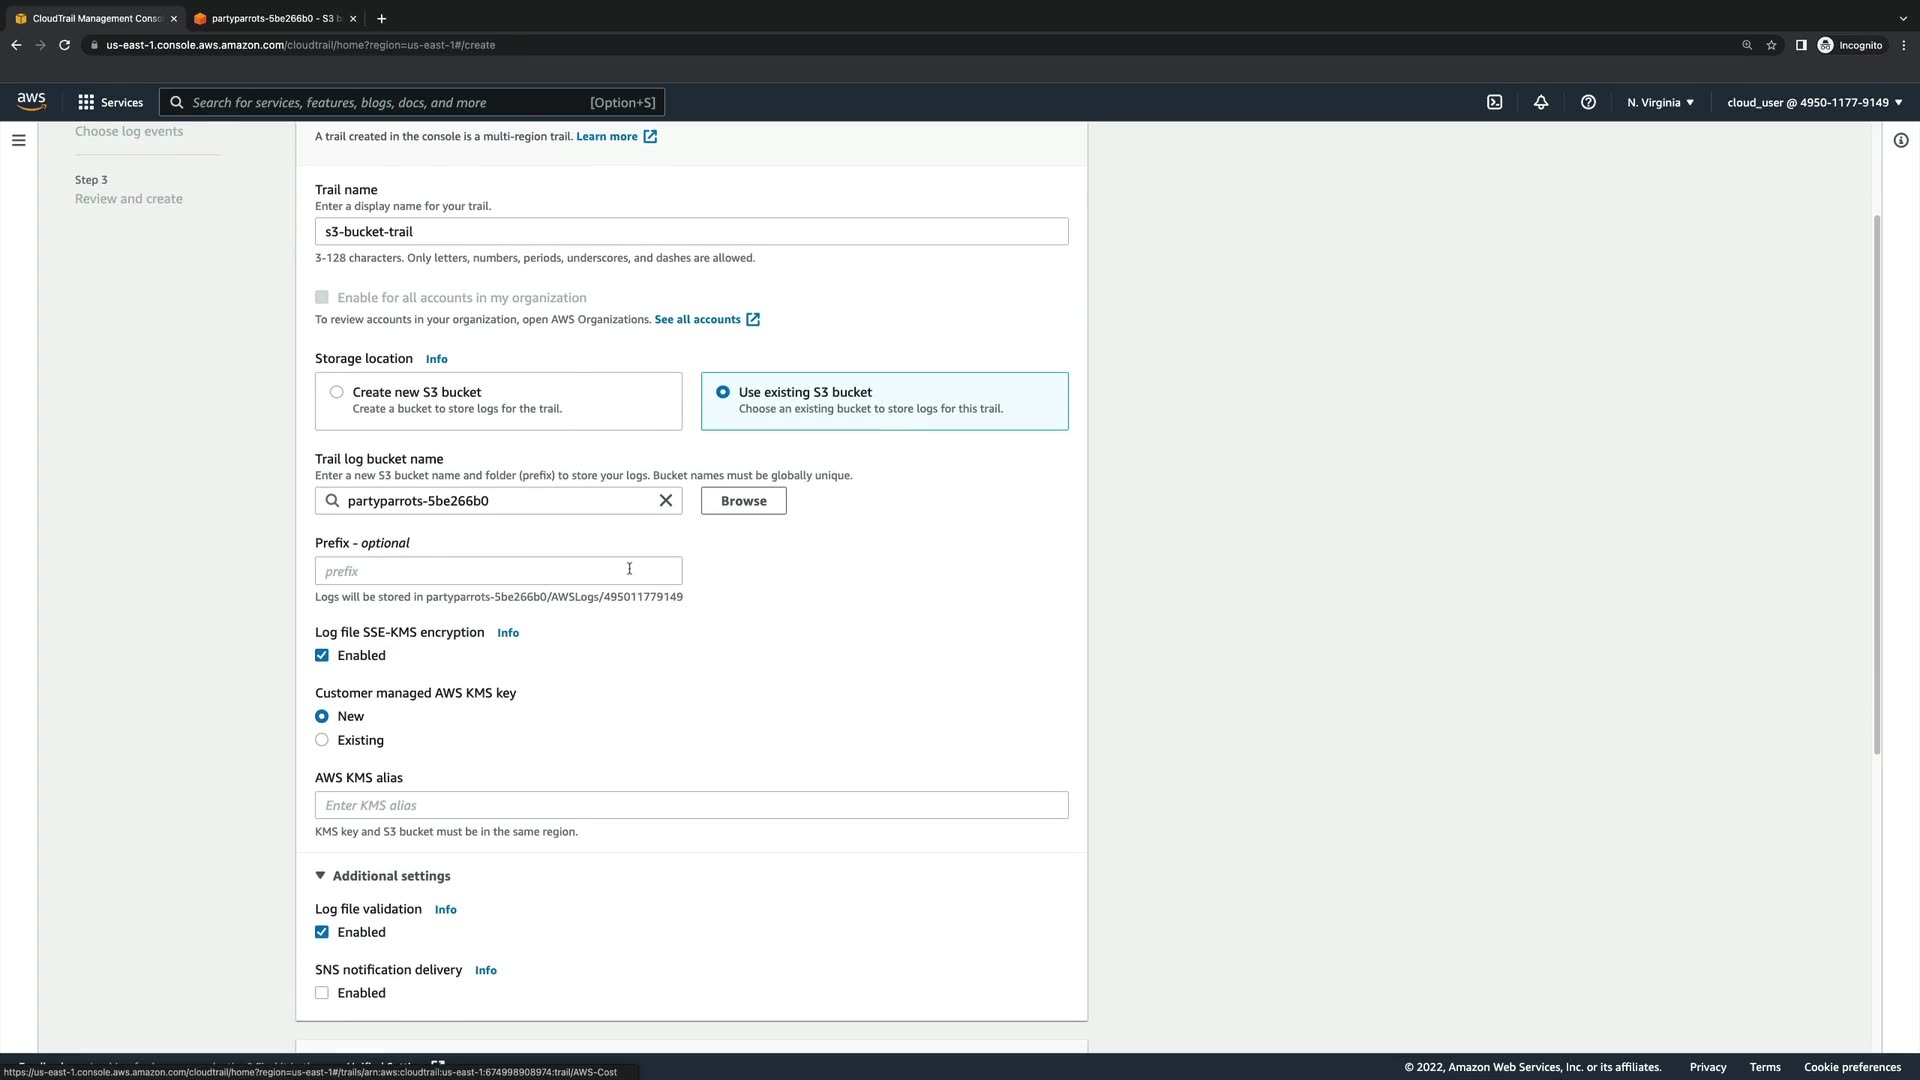 CloudTrail Management Conso
partyparrots-5be266b0 - S3 b
us-east-1.console.aws.amazon.com/cloudtrail/home?region=us-east-1#/create
Incognito
aws
Services
Search for services, features, blogs, docs, and more
[Option+S]
N. Virginia
cloud_user @ 4950-1177-9149
Choose log events
Step 3
Review and create
A trail created in the console is a multi-region trail. Learn more
Trail name
Enter a display name for your trail.
s3-bucket-trail
3-128 characters. Only letters, numbers, periods, underscores, and dashes are allowed.
Enable for all accounts in my organization
To review accounts in your organization, open AWS Organizations. See all accounts
Storage location Info
Create new S3 bucket
Create a bucket to store logs for the trail.
Use existing S3 bucket
Choose an existing bucket to store logs for this trail.
Trail log bucket name
Enter a new S3 bucket name and folder (prefix) to store your logs. Bucket names must be globally unique.
partyparrots-5be266b0
Browse
Prefix - optional
prefix
Logs will be stored in partyparrots-5be266b0/AWSLogs/495011779149
Log file SSE-KMS encryption Info
Enabled
Customer managed AWS KMS key
New
Existing
AWS KMS alias
Enter KMS alias
KMS key and S3 bucket must be in the same region.
Additional settings
Log file validation Info
Enabled
SNS notification delivery Info
Enabled
https://us-east-1.console.aws.amazon.com/cloudtrail/home?region=us-east-1#/trails/arn:aws:cloudtrail:us-east-1:674998908974:trail/AWS-Cost
© 2022, Amazon Web Services, Inc. or its affiliates.
Privacy
Terms
Cookie preferences